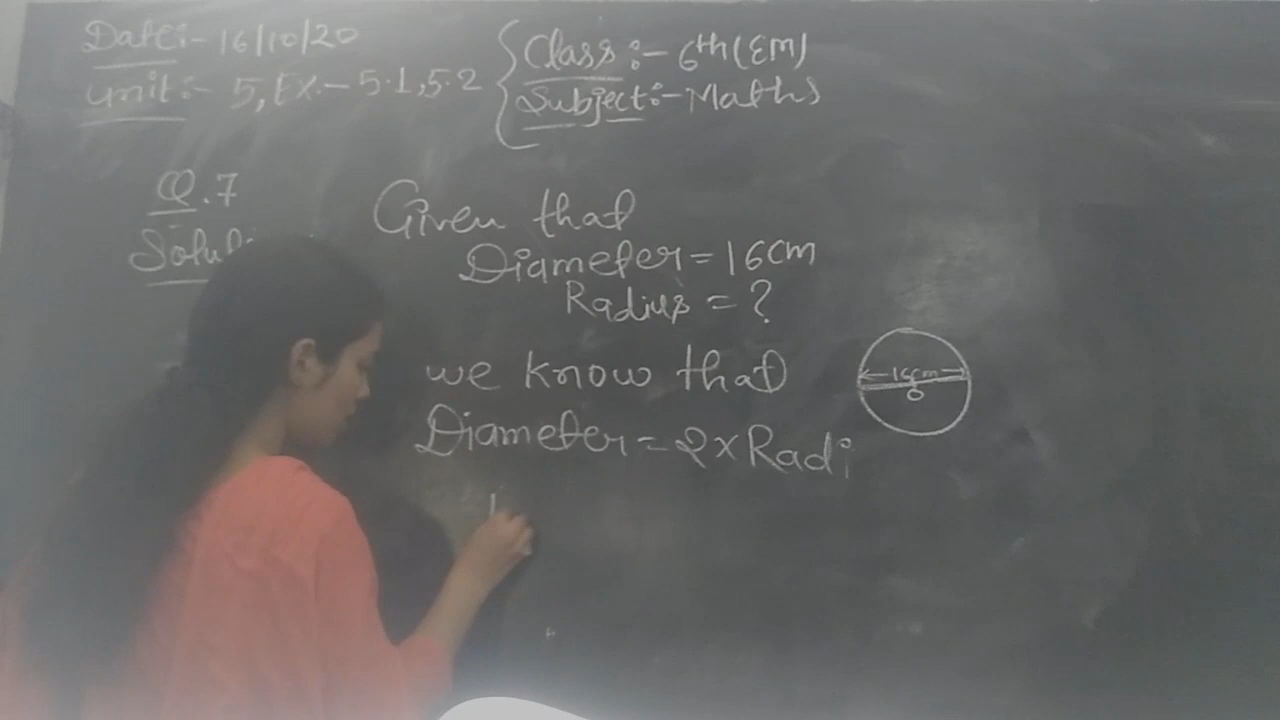 Date:- 16/10/20
Unit:- 5, Ex.- 5.1, 5.2
Class:- 6th (EM)
Subject:- Maths
Q.7
Given that
Diameter = 16cm
Radius = ?
we know that
16cm
o
Diameter = 2 x Radi
1